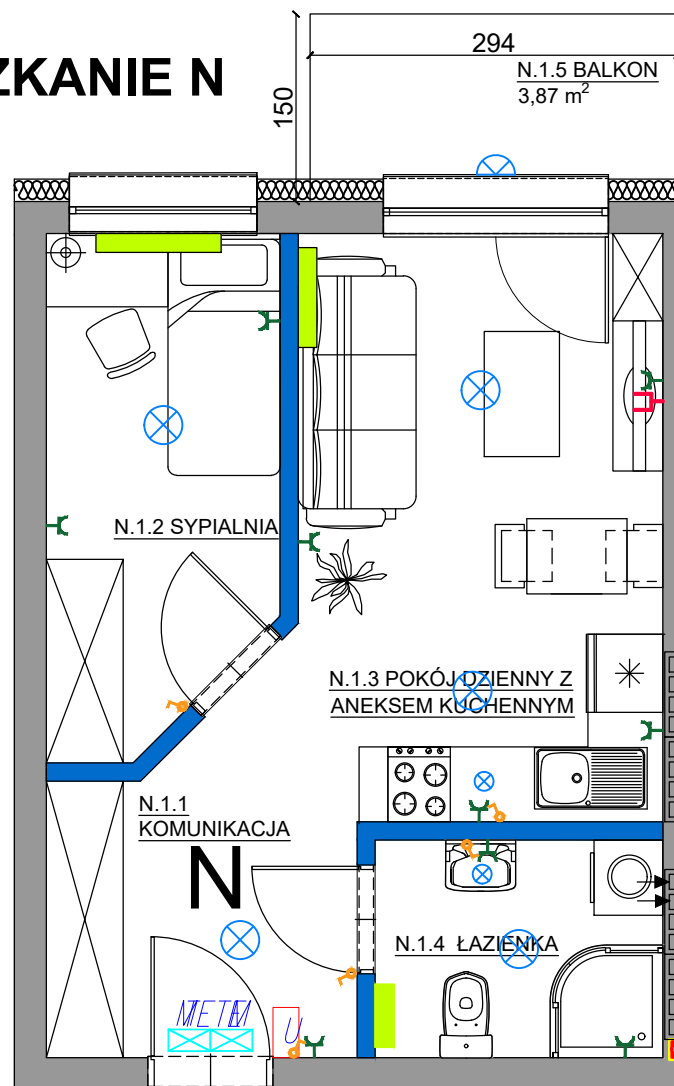 ZKANIE N
294
150
N.1.5 BALKON
3,87 m²
N.1.2 SYPIALNIA
N.1.3 POKÓJ DZIENNY Z
ANEKSEM KUCHENNYM
N.1.1
KOMUNIKACJA
N
N.1.4 ŁAZIENKA
U